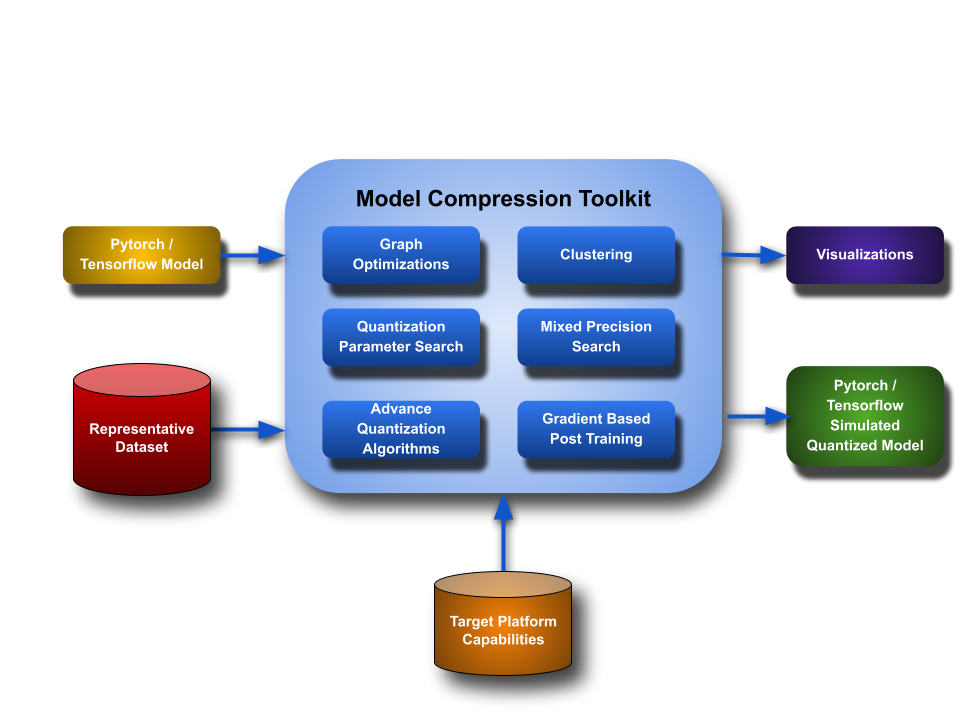 Model Compression Toolkit
Pytorch /
Tensorflow Model
Graph
Optimizations
Clustering
Visualizations
Quantization
Parameter Search
Mixed Precision
Search
Representative
Dataset
Advance
Quantization
Algorithms
Gradient Based
Post Training
Pytorch /
Tensorflow
Simulated
Quantized Model
Target Platform
Capabilities